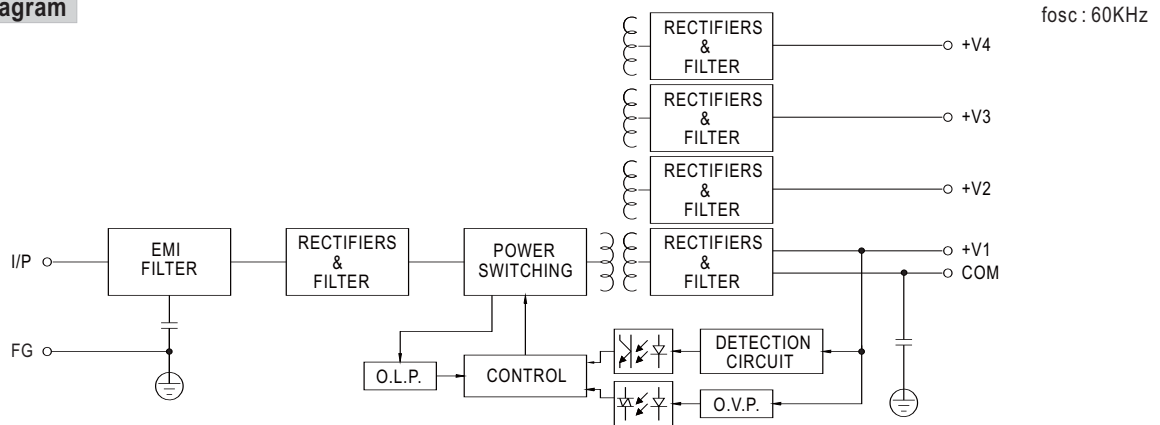 agram
fosc : 60KHz
RECTIFIERS
&
FILTER
+V4
RECTIFIERS
&
FILTER
+V3
RECTIFIERS
&
FILTER
+V2
I/P
EMI
FILTER
RECTIFIERS
&
FILTER
POWER
SWITCHING
RECTIFIERS
&
FILTER
+V1
COM
FG
O.L.P.
CONTROL
DETECTION
CIRCUIT
O.V.P.